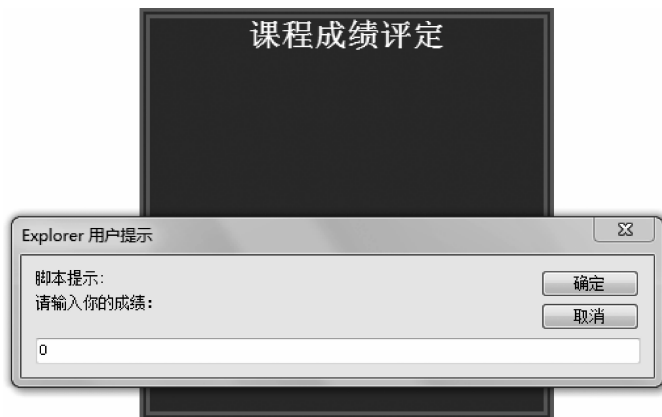 课程成绩评定
Explorer 用户提示
脚本提示:
请输入你的成绩:
确定
取消
0